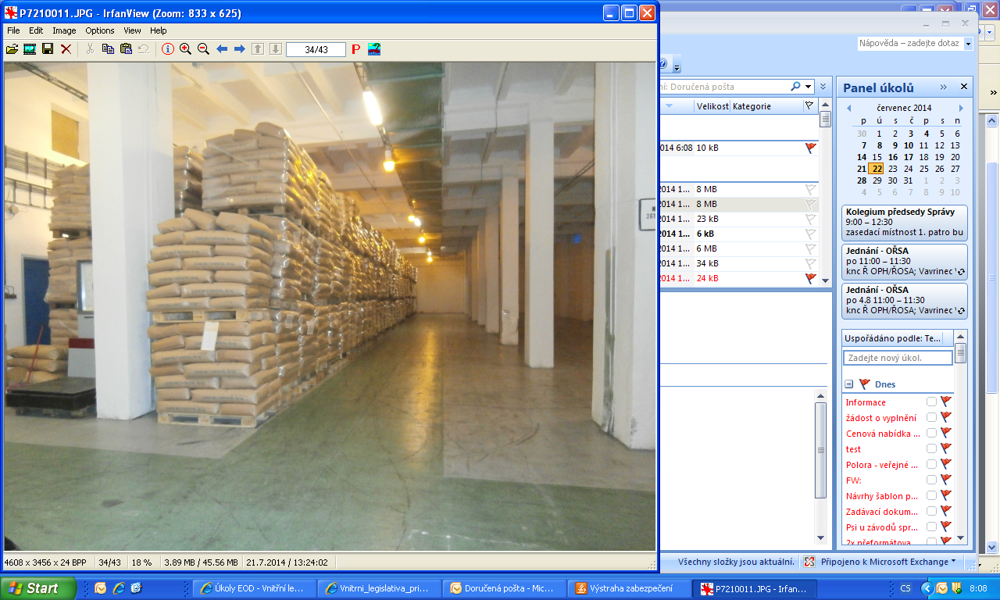 P7210011.JPG - IrfanView (Zoom: 833 x 625)
File Edit Image Options View Help
34/43
P
4608 x 3456 x 24 BPP 34/43 18 % 3.89 MB / 45.56 MB 21.7.2014 / 13:24:02
Nápověda – zadejte dotaz
Doručená pošta
Velikost Kategorie
2014 6:08 10 kB
2014 1... 8 MB
2014 1... 8 MB
2014 1... 23 kB
2014 1... 6 kB
2014 1... 6 MB
2014 1... 34 kB
2014 1... 24 kB
Panel úkolů
červenec 2014
p ú s č p s n
30 1 2 3 4 5 6
7 8 9 10 11 12 13
14 15 16 17 18 19 20
21 22 23 24 25 26 27
28 29 30 31 1 2 3
4 5 6 7 8 9 10
Kolegium předsedy Správy
9:00 – 12:30
zasedací místnost 1. patro bu
Jednání - OŘSA
po 11:00 – 11:30
knc Ř OPH/ŘOSA; Vavrinec V
Jednání - OŘSA
po 4.8 11:00 – 11:30
knc Ř OPH/ŘOSA; Vavrinec V
Uspořádáno podle: Te...
Zadejte nový úkol.
Dnes
Informace
žádost o vyplnění
Cenová nabídka ...
test
Polora - veřejné ...
FW:
Návrhy šablon p...
Zadávací dokum...
Psi u závodů spr...
2x přeformátova
Všechny složky jsou aktuální. Připojeno k Microsoft Exchange
Start
Úkoly EOD - Vnitřní le...
Vnitrni_legislativa_pri...
Doručená pošta - Mic...
Výstraha zabezpečení
P7210011.JPG - Irfan...
CS
8:08